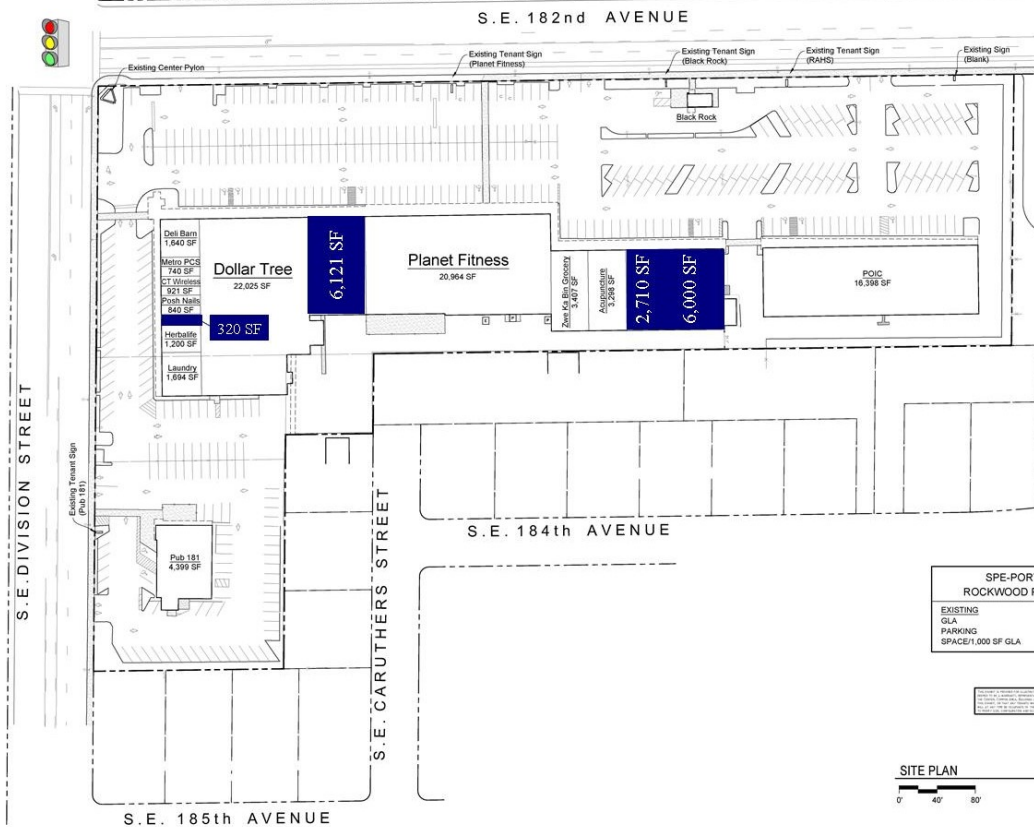 S.E. 182nd AVENUE
Existing Center Pylon
Existing Tenant Sign
(Planet Fitness)
Existing Tenant Sign
(Black Rock)
Existing Tenant Sign
(RAHS)
Existing Sign
(Blank)
Black Rock
Deli Barn
1,640 SF
Metro PCS
740 SF
CT Wireless
921 SF
Posh Nails
840 SF
320 SF
Herbalife
1,200 SF
Laundry
1,694 SF
Dollar Tree
22,025 SF
6,121 SF
Planet Fitness
20,964 SF
Zwe Ka Bin Grocery
3,407 SF
Acupuncture
3,298 SF
2,710 SF
6,000 SF
POIC
16,398 SF
S.E. DIVISION STREET
Existing Tenant Sign
(Pub 181)
Pub 181
4,399 SF
S.E. CARUTHERS STREET
S.E. 184th AVENUE
S.E. 185th AVENUE
SPE-POR
ROCKWOOD P
EXISTING
GLA
PARKING
SPACE/1,000 SF GLA
SITE PLAN
0' 40' 80'